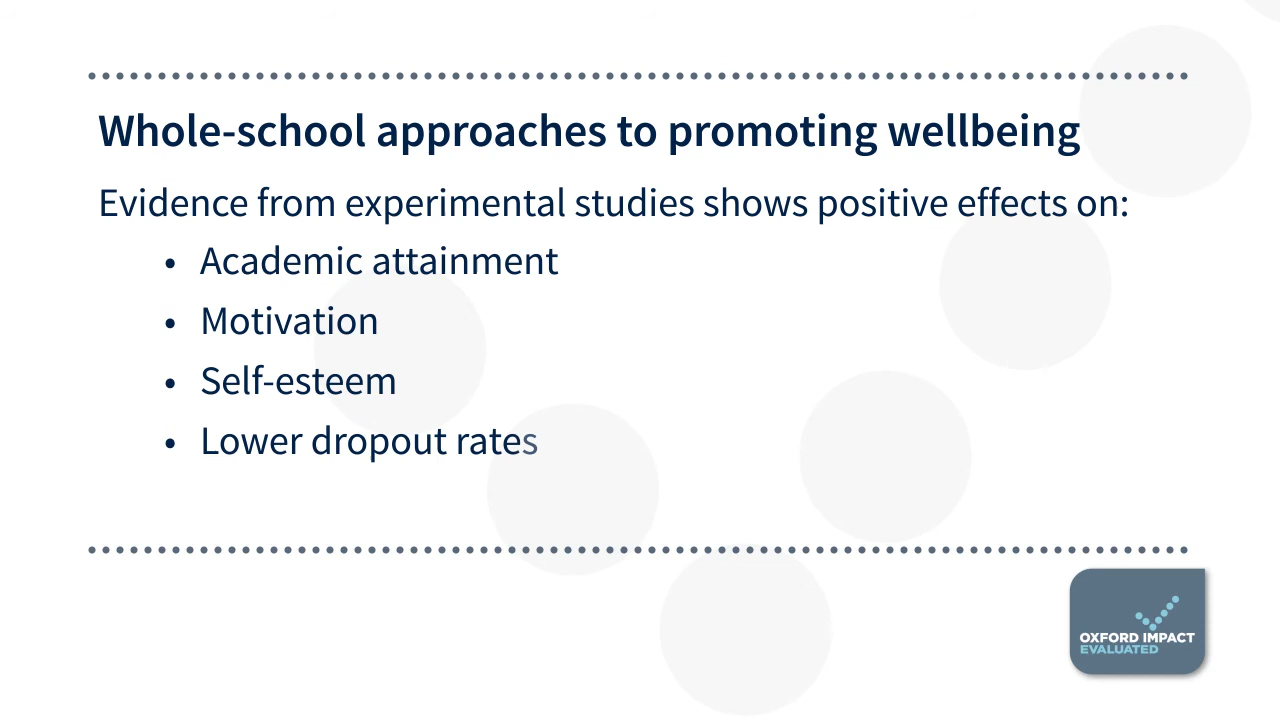 Whole-school approaches to promoting wellbeing
Evidence from experimental studies shows positive effects on:
• Academic attainment
• Motivation
• Self-esteem
• Lower dropout rates
OXFORD IMPACT
EVALUATED